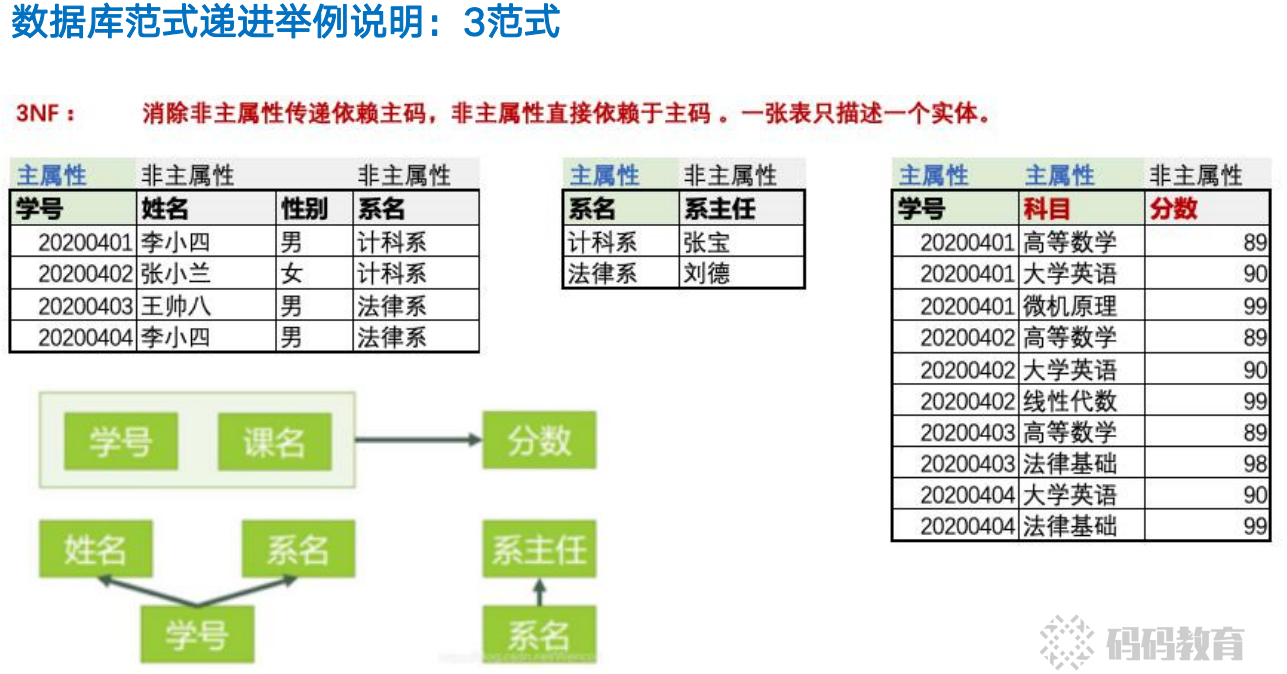 数据库范式递进举例说明：3范式
3NF： 消除非主属性传递依赖主码，非主属性直接依赖于主码 。一张表只描述一个实体。
主属性 非主属性 非主属性
学号 姓名 性别 系名
20200401 李小四 男 计科系
20200402 张小兰 女 计科系
20200403 王帅八 男 法律系
20200404 李小四 男 法律系
主属性 非主属性
系名 系主任
计科系 张宝
法律系 刘德
主属性 主属性 非主属性
学号 科目 分数
20200401 高等数学 89
20200401 大学英语 90
20200401 微机原理 99
20200402 高等数学 89
20200402 大学英语 90
20200402 线性代数 99
20200403 高等数学 89
20200403 法律基础 98
20200404 大学英语 90
20200404 法律基础 99
学号 课名 分数
姓名 系名 系主任
学号 系名
码码教育